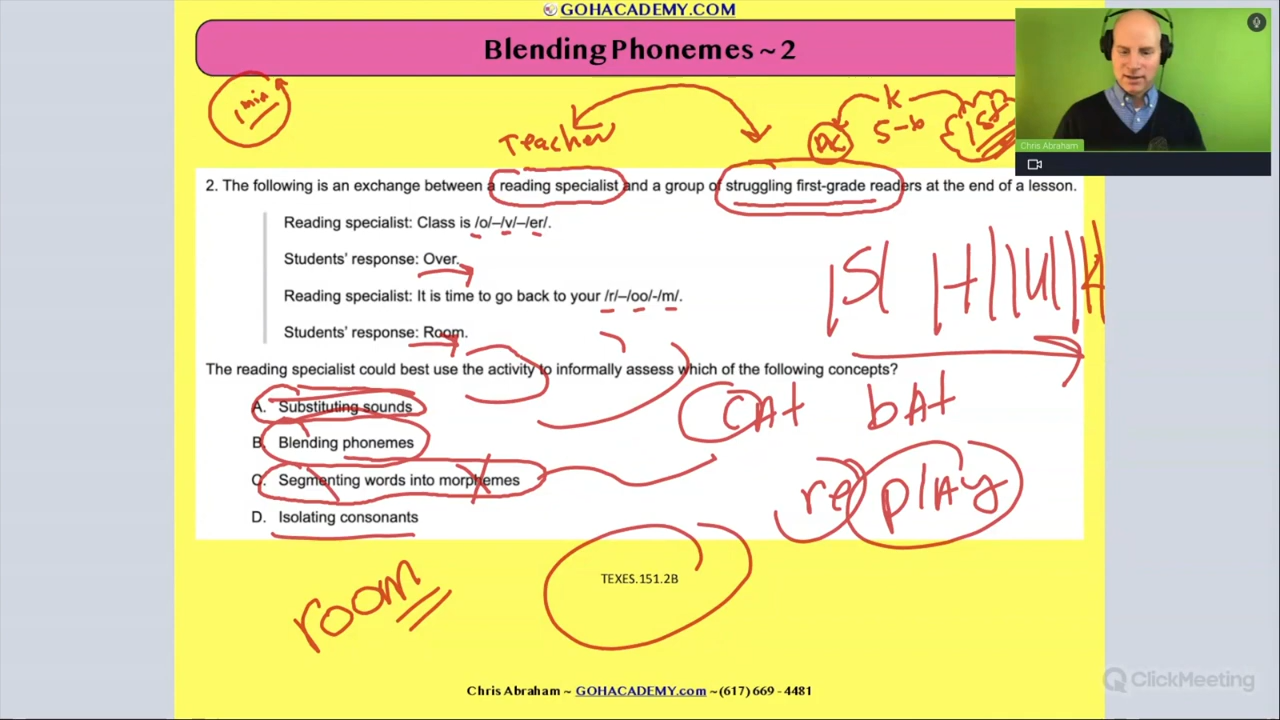 GOHACADEMY.COM
Blending Phonemes ~ 2
1 min
Teacher
K
5-6
1st
Chris Abraham
2. The following is an exchange between a reading specialist and a group of struggling first-grade readers at the end of a lesson.
Reading specialist: Class is /o/–/v/–/er/.
Students' response: Over.
Reading specialist: It is time to go back to your /r/–/oo/-/m/.
Students' response: Room.
The reading specialist could best use the activity to informally assess which of the following concepts?
A. Substituting sounds
B. Blending phonemes
C. Segmenting words into morphemes
D. Isolating consonants
cAt bAt
re play
room
TEXES.151.2B
Chris Abraham ~ GOHACADEMY.com ~(617) 669 - 4481
ClickMeeting